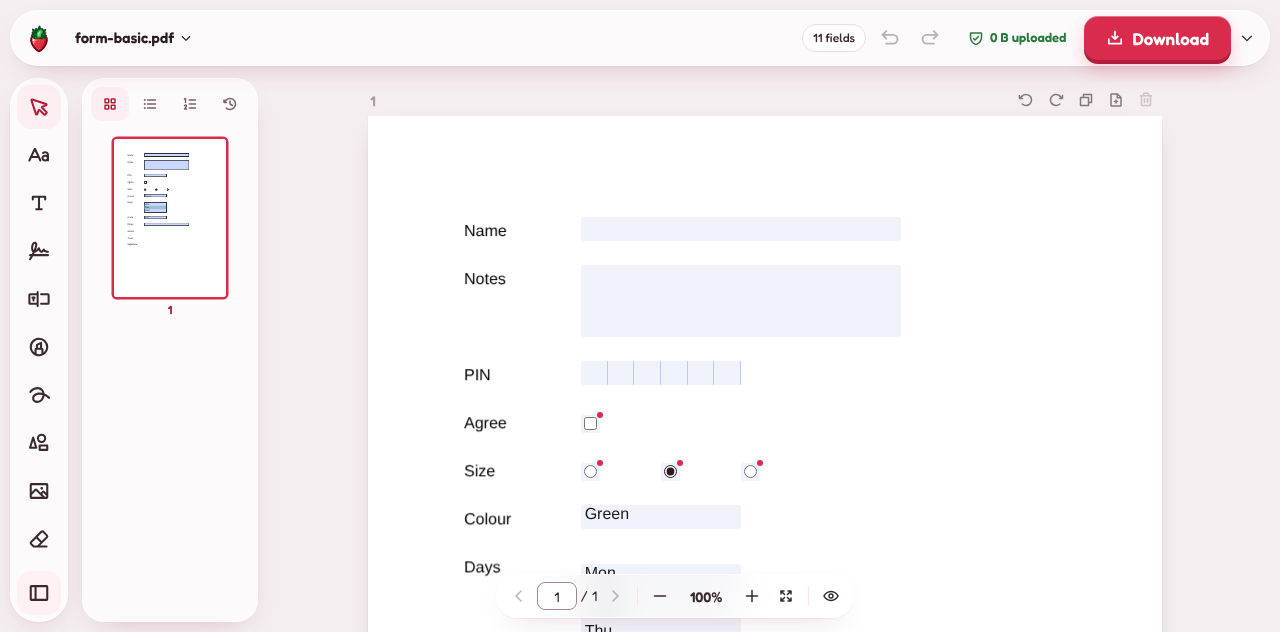 form-basic.pdf
11 fields
0 B uploaded
Download
Aa
T
1
1
Name
Notes
PIN
Agree
Size
Colour
Green
Days
Mon
1 / 1
100%
Thu